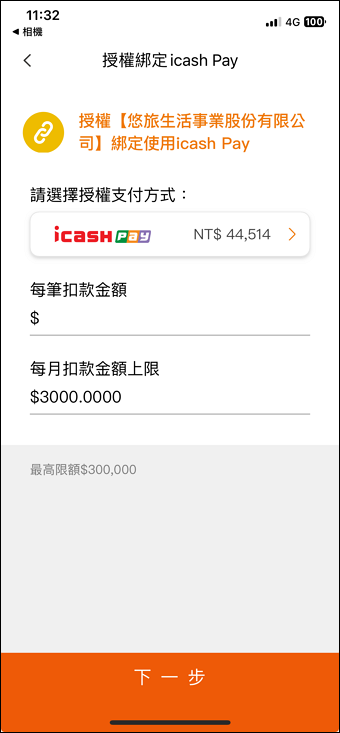 11:32
4G 100
◀ 相機
授權綁定icash Pay
授權【悠旅生活事業股份有限公
司】綁定使用icash Pay
請選擇授權支付方式：
icash pay NT$ 44,514
每筆扣款金額
$
每月扣款金額上限
$3000.0000
最高限額$300,000
下一步